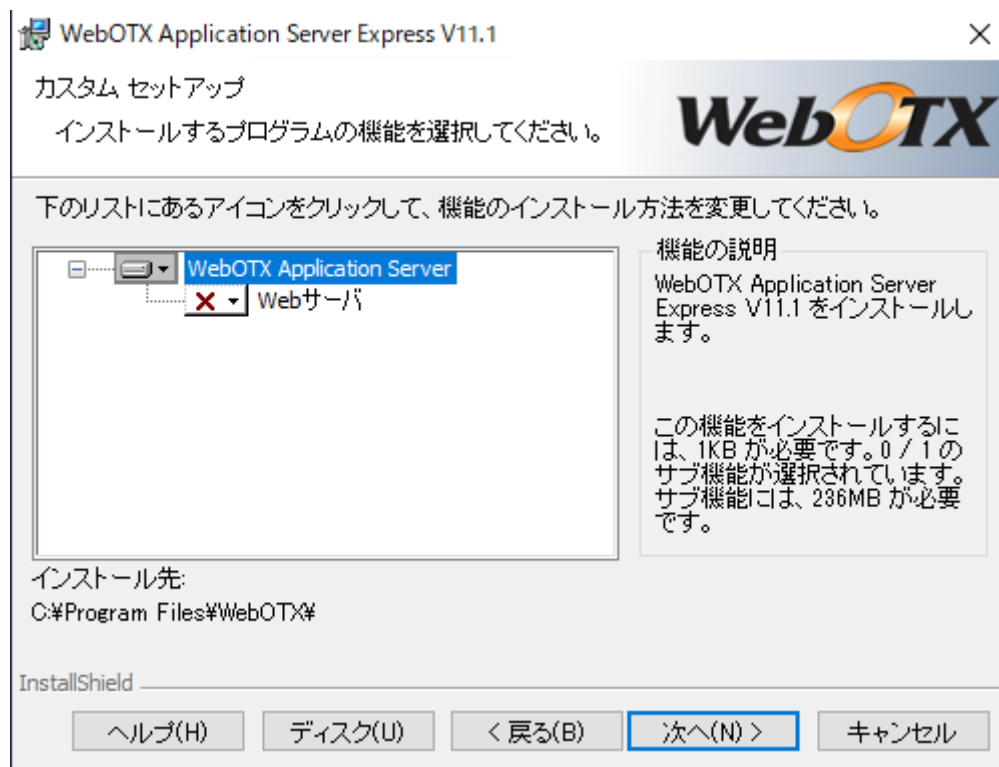 WebOTX Application Server Express V11.1
カスタム セットアップ
インストールするプログラムの機能を選択してください。
WebOTX
下のリストにあるアイコンをクリックして、機能のインストール方法を変更してください。
WebOTX Application Server
Webサーバ
機能の説明
WebOTX Application Server
Express V11.1 をインストールし
ます。
この機能をインストールするに
は、1KB が必要です。0 / 1 の
サブ機能が選択されています。
サブ機能には、236MB が必要
です。
インストール先:
C:¥Program Files¥WebOTX¥
InstallShield
ヘルプ(H)
ディスク(U)
< 戻る(B)
次へ(N) >
キャンセル